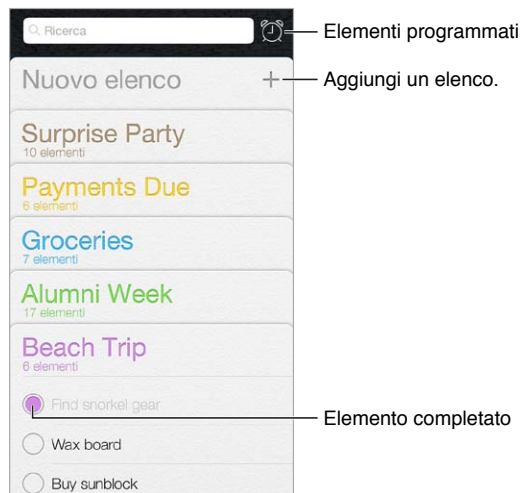 Ricerca
Elementi programmati
Nuovo elenco
Aggiungi un elenco.
Surprise Party
10 elementi
Payments Due
6 elementi
Groceries
7 elementi
Alumni Week
17 elementi
Beach Trip
6 elementi
Find snorkel gear
Elemento completato
Wax board
Buy sunblock